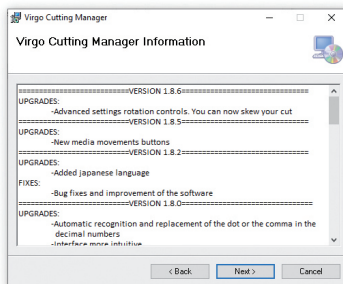 Virgo Cutting Manager
Virgo Cutting Manager Information
==========================VERSION 1.8.6==============================
UPGRADES:
-Advanced settings rotation controls. You can now skew your cut
==========================VERSION 1.8.5==============================
UPGRADES:
-New media movements buttons
==========================VERSION 1.8.2==============================
UPGRADES:
-Added japanese language
FIXES:
-Bug fixes and improvement of the software
==========================VERSION 1.8.0===============================
UPGRADES:
-Automatic recognition and replacement of the dot or the comma in the
decimal numbers
-Interface more intuitive
< Back
Next >
Cancel